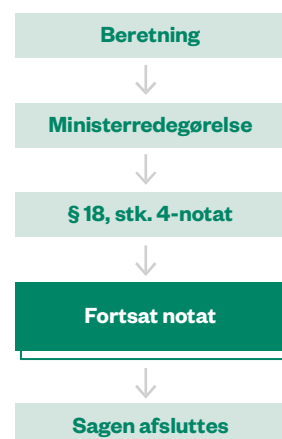 Beretning
Ministerredegørelse
§ 18, stk. 4-notat
Fortsat notat
Sagen afsluttes